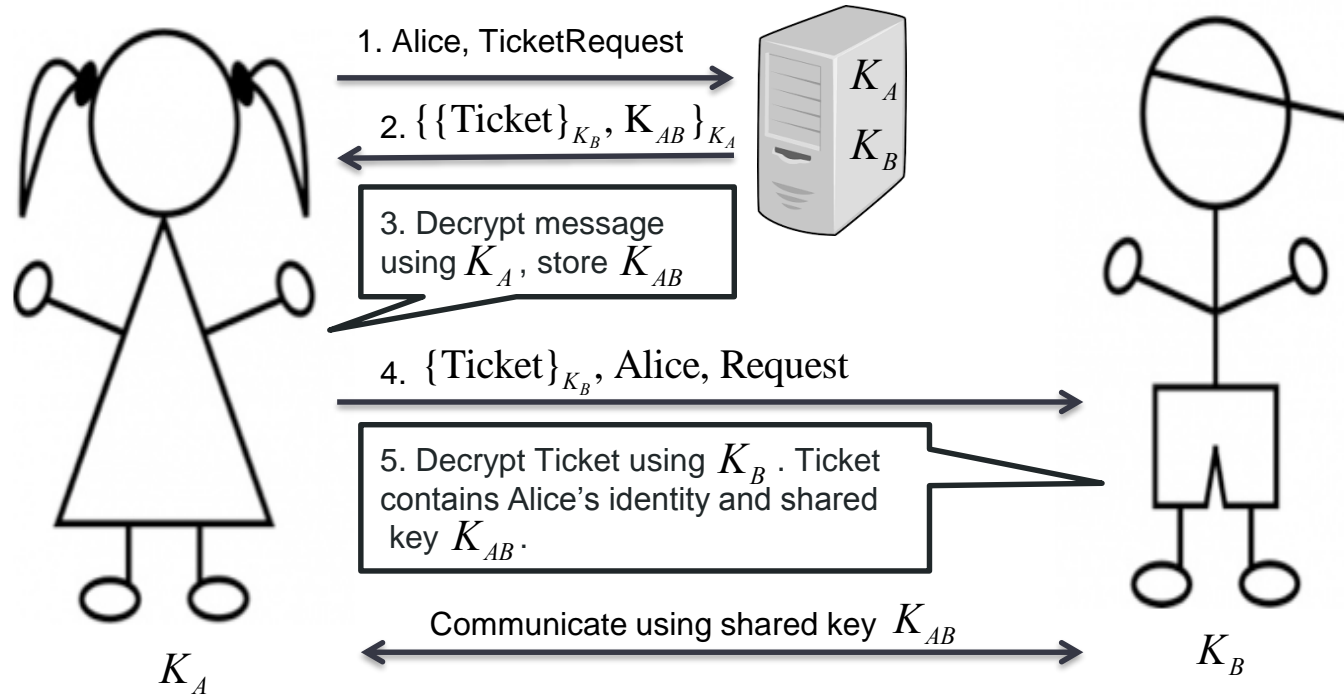 1. Alice, TicketRequest
K_A
K_B
2. {{Ticket}_{K_B}, K_{AB}}_{K_A}
3. Decrypt message
using K_A, store K_{AB}
4. {Ticket}_{K_B}, Alice, Request
5. Decrypt Ticket using K_B. Ticket
contains Alice's identity and shared
key K_{AB}.
Communicate using shared key K_{AB}
K_A
K_B